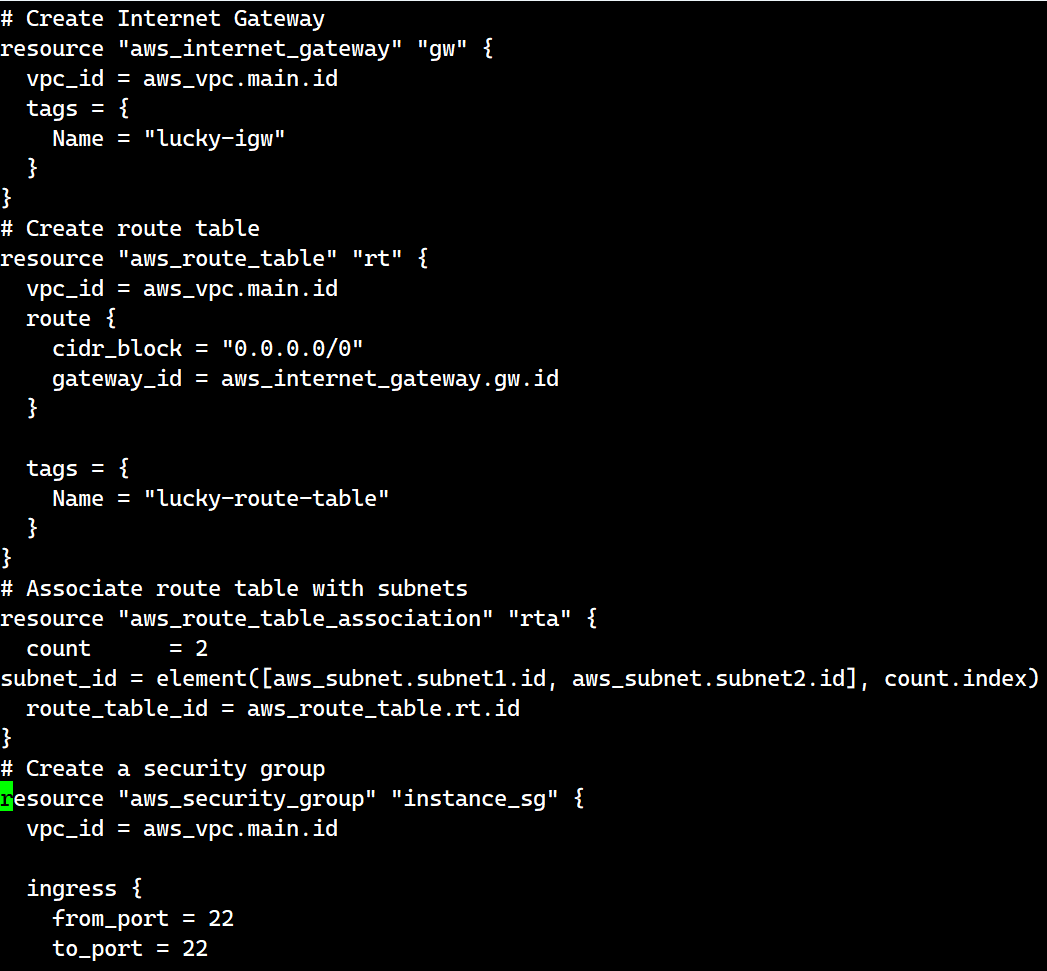 # Create Internet Gateway
resource "aws_internet_gateway" "gw" {
  vpc_id = aws_vpc.main.id
  tags = {
    Name = "lucky-igw"
  }
}
# Create route table
resource "aws_route_table" "rt" {
  vpc_id = aws_vpc.main.id
  route {
    cidr_block = "0.0.0.0/0"
    gateway_id = aws_internet_gateway.gw.id
  }

  tags = {
    Name = "lucky-route-table"
  }
}
# Associate route table with subnets
resource "aws_route_table_association" "rta" {
  count      = 2
subnet_id = element([aws_subnet.subnet1.id, aws_subnet.subnet2.id], count.index)
  route_table_id = aws_route_table.rt.id
}
# Create a security group
resource "aws_security_group" "instance_sg" {
  vpc_id = aws_vpc.main.id

  ingress {
    from_port = 22
    to_port = 22